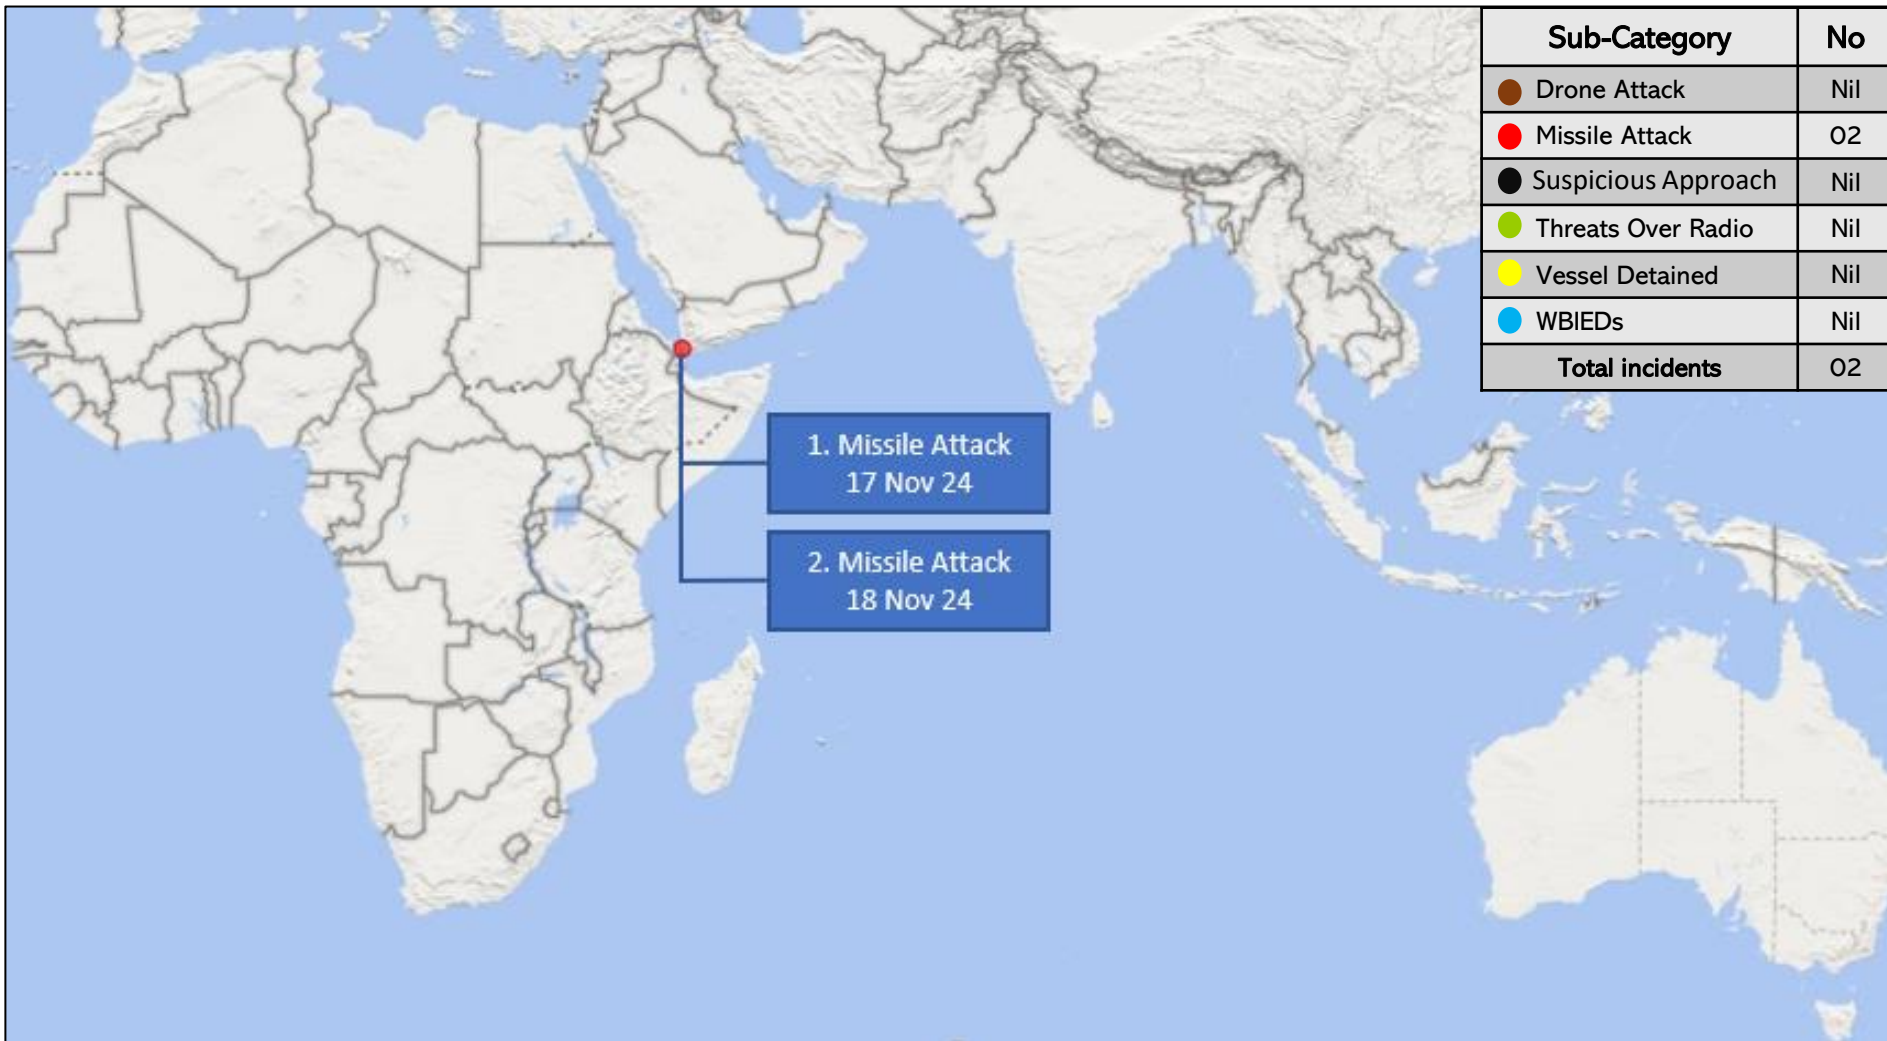 Sub-Category No
Drone Attack Nil
Missile Attack 02
Suspicious Approach Nil
Threats Over Radio Nil
Vessel Detained Nil
WBIEDs Nil
Total incidents 02
1. Missile Attack
17 Nov 24
2. Missile Attack
18 Nov 24